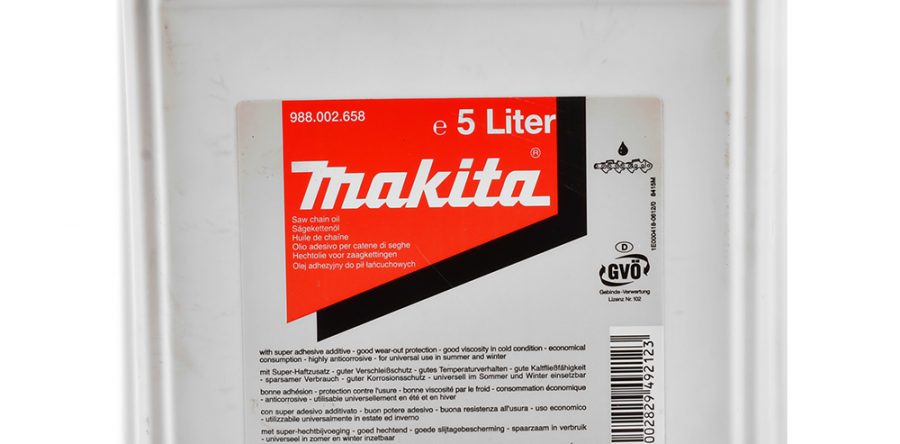 988.002.658
e 5 Liter
makita®
Saw chain oil
Sägekettenöl
Huile de chaîne
Olio adesivo per catene di seghe
Hechtolie voor zaagkettingen
Olej adhezyjny do pił łańcuchowych
1E000418-0612/0 8415M
D
GVÖ
Gebinde-Verwertung
Lizenz Nr. 102
with super adhesive additive - good wear-out protection - good viscosity in cold condition - economical
consumption - highly anticorrosive - for universal use in summer and winter
mit Super-Haftzusatz - guter Verschleißschutz - gutes Temperaturverhalten - gute Kaltfließfähigkeit
- sparsamer Verbrauch - guter Korrosionsschutz - universell im Sommer und Winter einsetzbar
bonne adhésion - protection contre l'usure - bonne viscosité par le froid - consommation économique
- anticorrosive - utilisable universellement en été et en hiver
con super adesivo additivato - buon potere adesivo - buona resistenza all'usura - uso economico
- utilizzabile universalmente in estate ed inverno
met super-hechtbijvoeging - goed hechtend - goede slijtagebescherming - spaarzaam in verbruik
- universeel in zomer en winter inzetbaar
002829492123